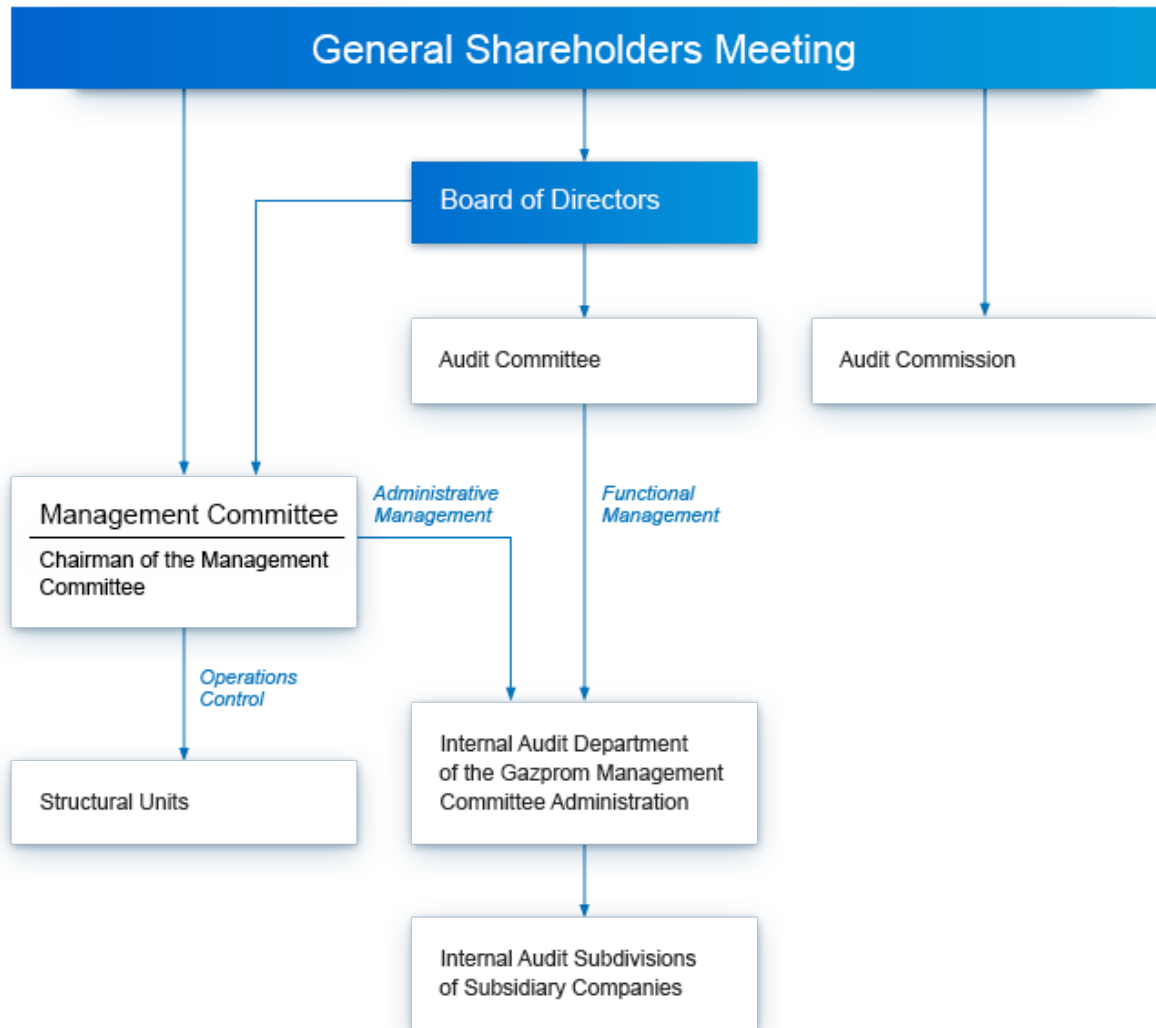 General Shareholders Meeting
Board of Directors
Audit Committee
Audit Commission
Management Committee
Chairman of the Management
Committee
Administrative
Management
Functional
Management
Operations
Control
Internal Audit Department
of the Gazprom Management
Committee Administration
Structural Units
Internal Audit Subdivisions
of Subsidiary Companies